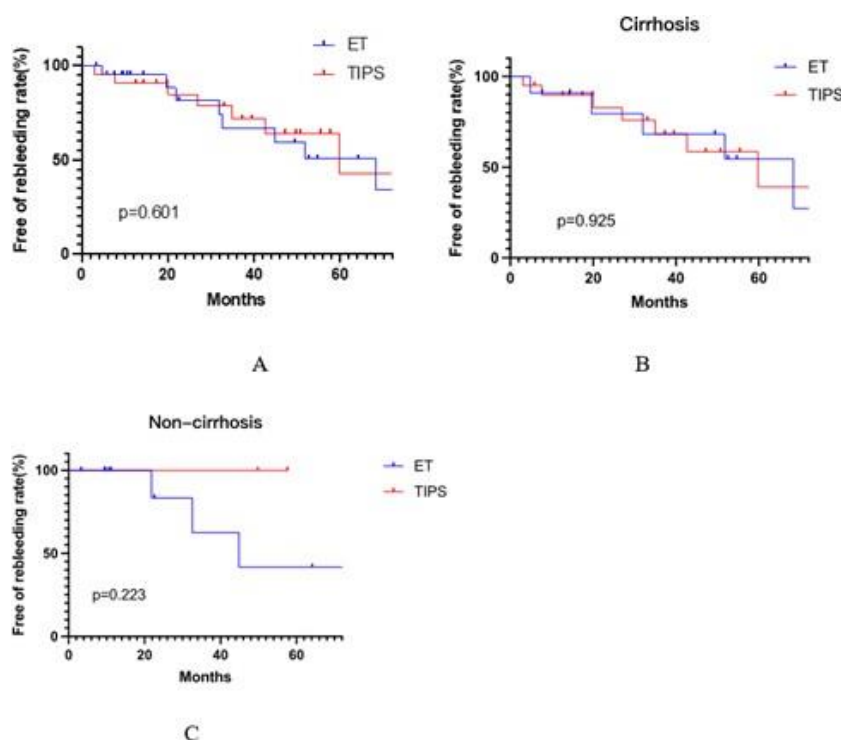 ET
TIPS
Free of rebleeding rate(%)
100
50
0
p=0.601
0 20 40 60
Months
A
Cirrhosis
ET
TIPS
Free of rebleeding rate(%)
100
50
0
p=0.925
0 20 40 60
Months
B
Non-cirrhosis
ET
TIPS
Free of rebleeding rate(%)
100
50
0
p=0.223
0 20 40 60
Months
C